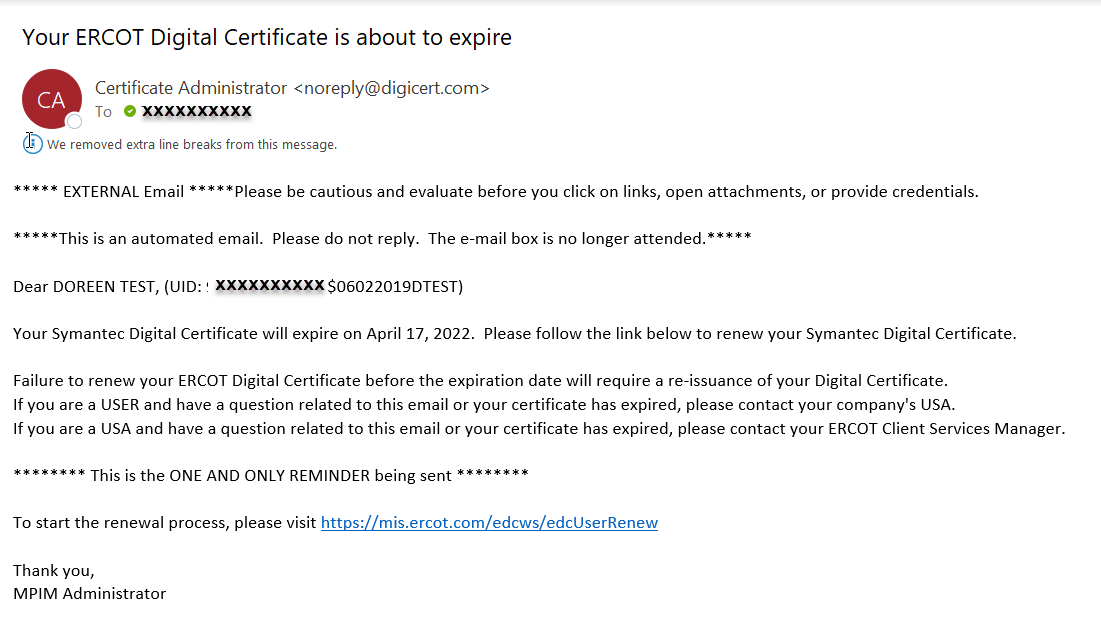 Your ERCOT Digital Certificate is about to expire
CA
Certificate Administrator <noreply@digicert.com>
To XXXXXXXXXX
We removed extra line breaks from this message.
***** EXTERNAL Email *****Please be cautious and evaluate before you click on links, open attachments, or provide credentials.
*****This is an automated email.  Please do not reply.  The e-mail box is no longer attended.*****
Dear DOREEN TEST, (UID: XXXXXXXXXX $06022019DTEST)
Your Symantec Digital Certificate will expire on April 17, 2022.  Please follow the link below to renew your Symantec Digital Certificate.
Failure to renew your ERCOT Digital Certificate before the expiration date will require a re-issuance of your Digital Certificate.
If you are a USER and have a question related to this email or your certificate has expired, please contact your company's USA.
If you are a USA and have a question related to this email or your certificate has expired, please contact your ERCOT Client Services Manager.
******** This is the ONE AND ONLY REMINDER being sent ********
To start the renewal process, please visit https://mis.ercot.com/edcws/edcUserRenew
Thank you,
MPIM Administrator